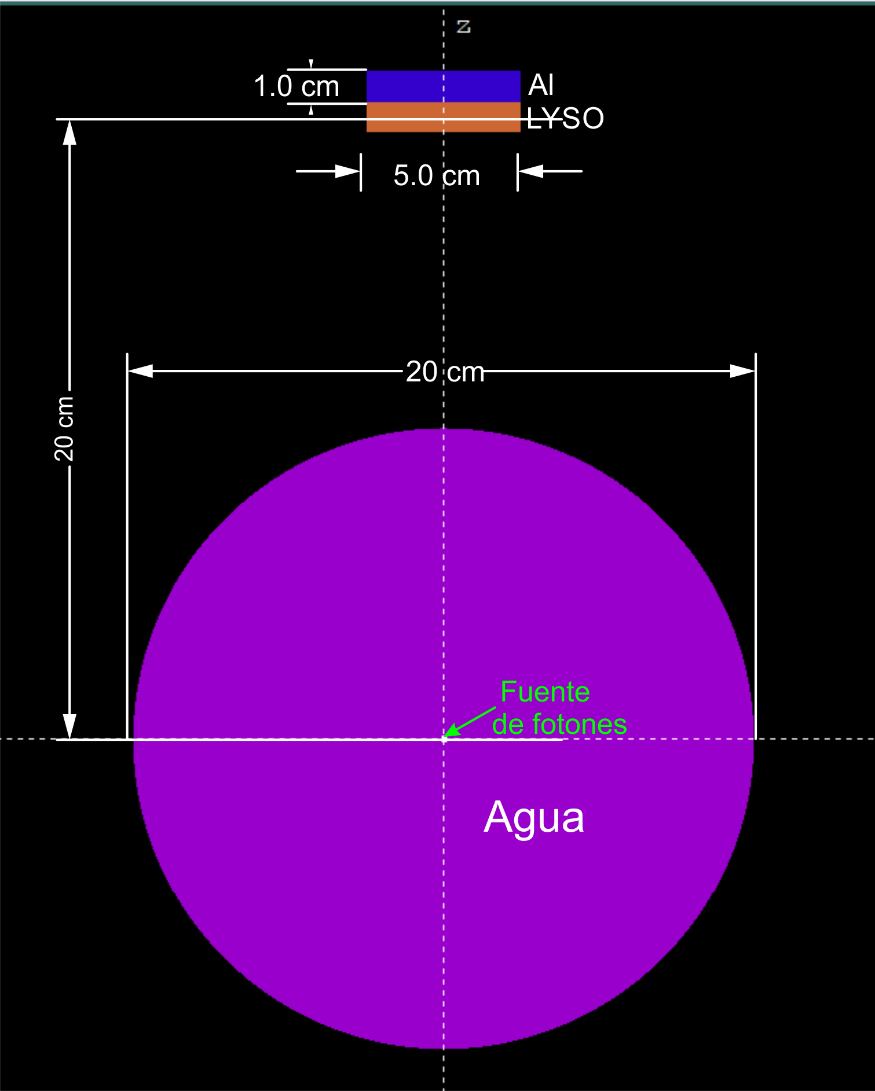 z
1.0 cm
Al
LYSO
5.0 cm
20 cm
20 cm
Fuente
de fotones
Agua